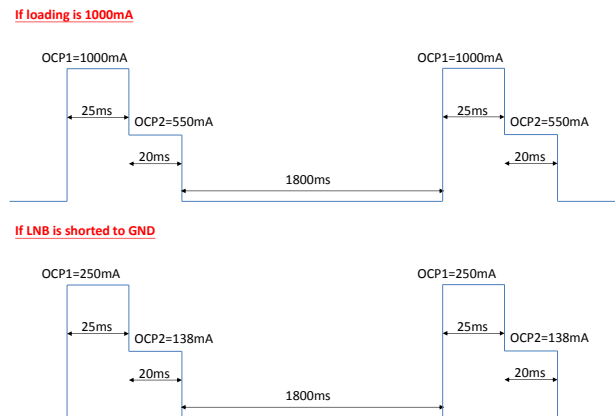 If loading is 1000mA
OCP1=1000mA
OCP1=1000mA
25ms
25ms
OCP2=550mA
OCP2=550mA
20ms
20ms
1800ms
If LNB is shorted to GND
OCP1=250mA
OCP1=250mA
25ms
25ms
OCP2=138mA
OCP2=138mA
20ms
20ms
1800ms